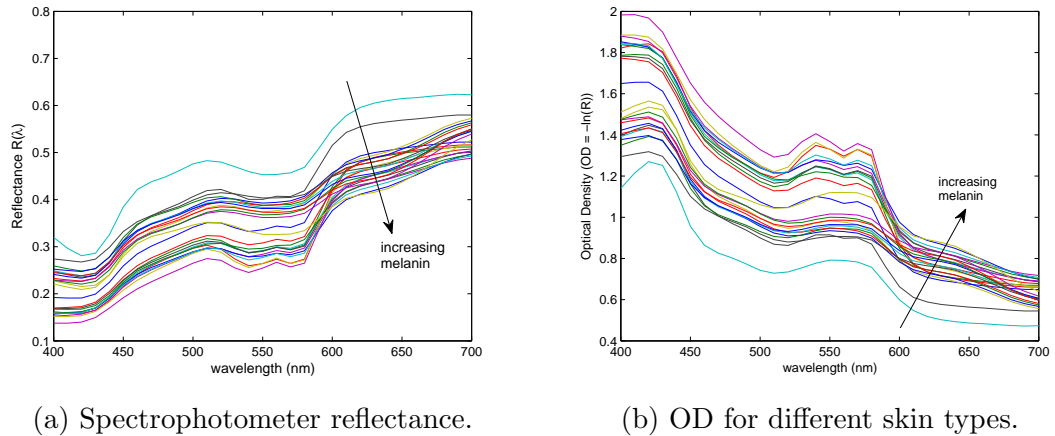 0.8
0.7
0.6
0.5
0.4
0.3
0.2
0.1
Reflectance R(λ)
400 450 500 550 600 650 700
wavelength (nm)
increasing
melanin
(a) Spectrophotometer reflectance.
2
1.8
1.6
1.4
1.2
1
0.8
0.6
0.4
Optical Density (OD = −ln(R))
400 450 500 550 600 650 700
wavelength (nm)
increasing
melanin
(b) OD for different skin types.